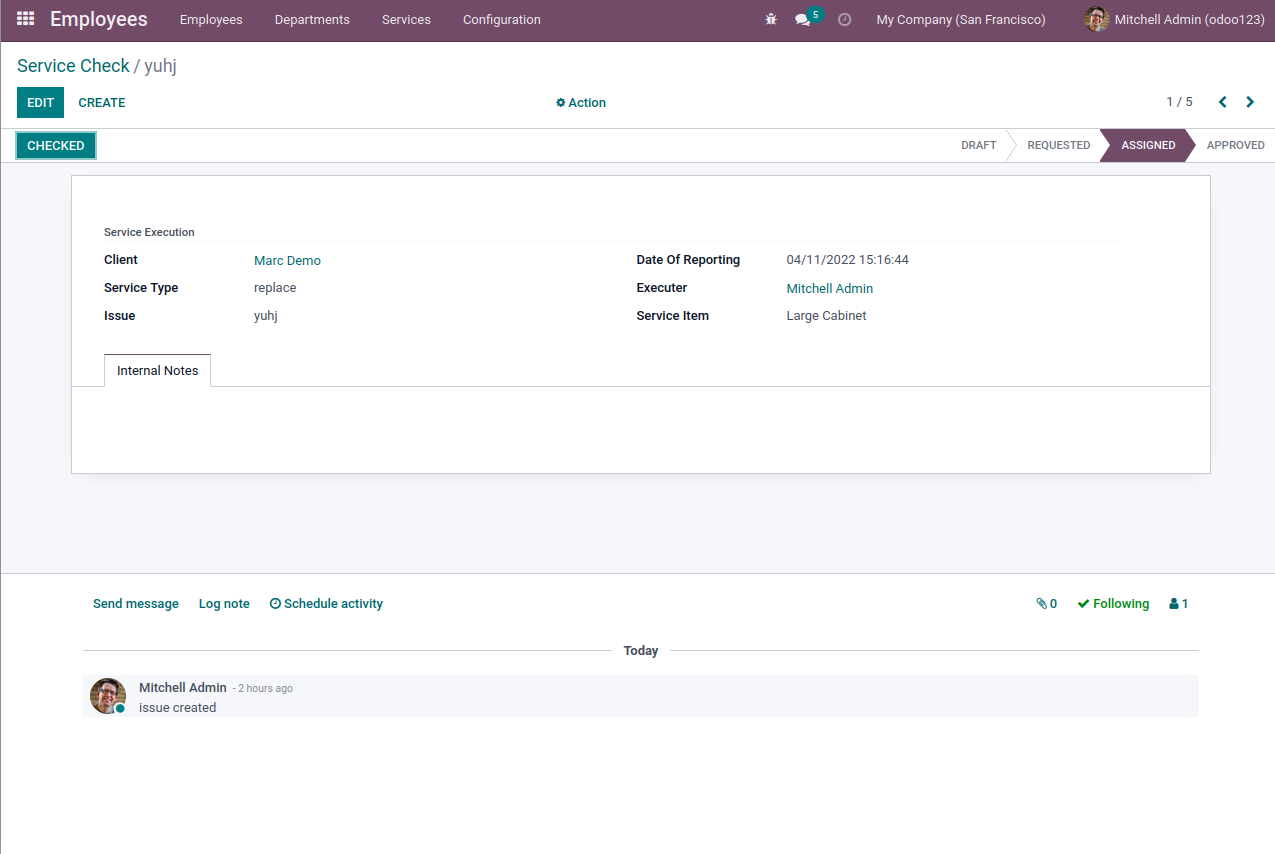 Employees Employees Departments Services Configuration 5 My Company (San Francisco) Mitchell Admin (odoo123)
Service Check / yuhj
EDIT CREATE Action 1 / 5
CHECKED DRAFT REQUESTED ASSIGNED APPROVED
Service Execution
Client Marc Demo Date Of Reporting 04/11/2022 15:16:44
Service Type replace Executer Mitchell Admin
Issue yuhj Service Item Large Cabinet
Internal Notes
Send message Log note Schedule activity 0 Following 1
Today
Mitchell Admin - 2 hours ago
issue created